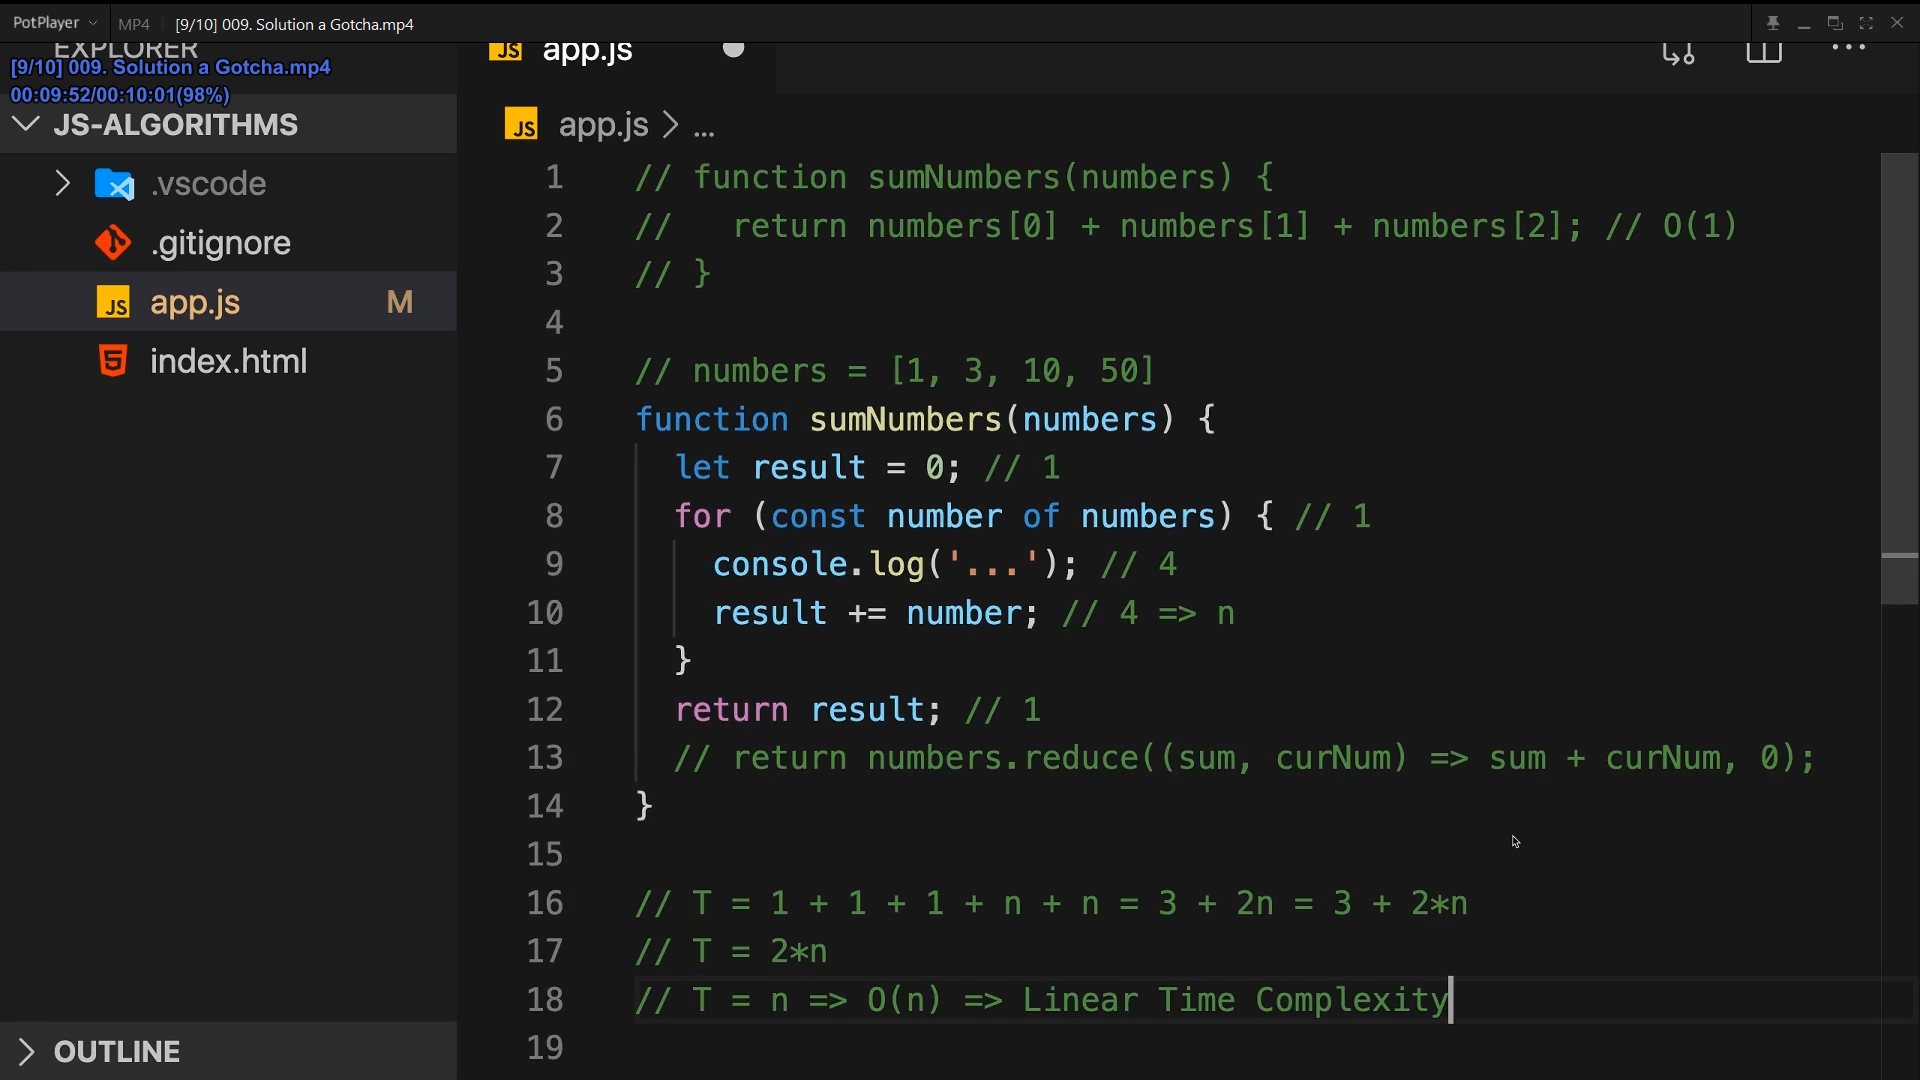 PotPlayer
MP4
[9/10] 009. Solution a Gotcha.mp4
EXPLORER
[9/10] 009. Solution a Gotcha.mp4
00:09:52/00:10:01(98%)
JS-ALGORITHMS
.vscode
.gitignore
JS app.js M
index.html
OUTLINE
JS app.js
JS app.js > ...
1 // function sumNumbers(numbers) {
2 //   return numbers[0] + numbers[1] + numbers[2]; // O(1)
3 // }
4
5 // numbers = [1, 3, 10, 50]
6 function sumNumbers(numbers) {
7   let result = 0; // 1
8   for (const number of numbers) { // 1
9     console.log('...'); // 4
10     result += number; // 4 => n
11   }
12   return result; // 1
13   // return numbers.reduce((sum, curNum) => sum + curNum, 0);
14 }
15
16 // T = 1 + 1 + 1 + n + n = 3 + 2n = 3 + 2*n
17 // T = 2*n
18 // T = n => O(n) => Linear Time Complexity
19